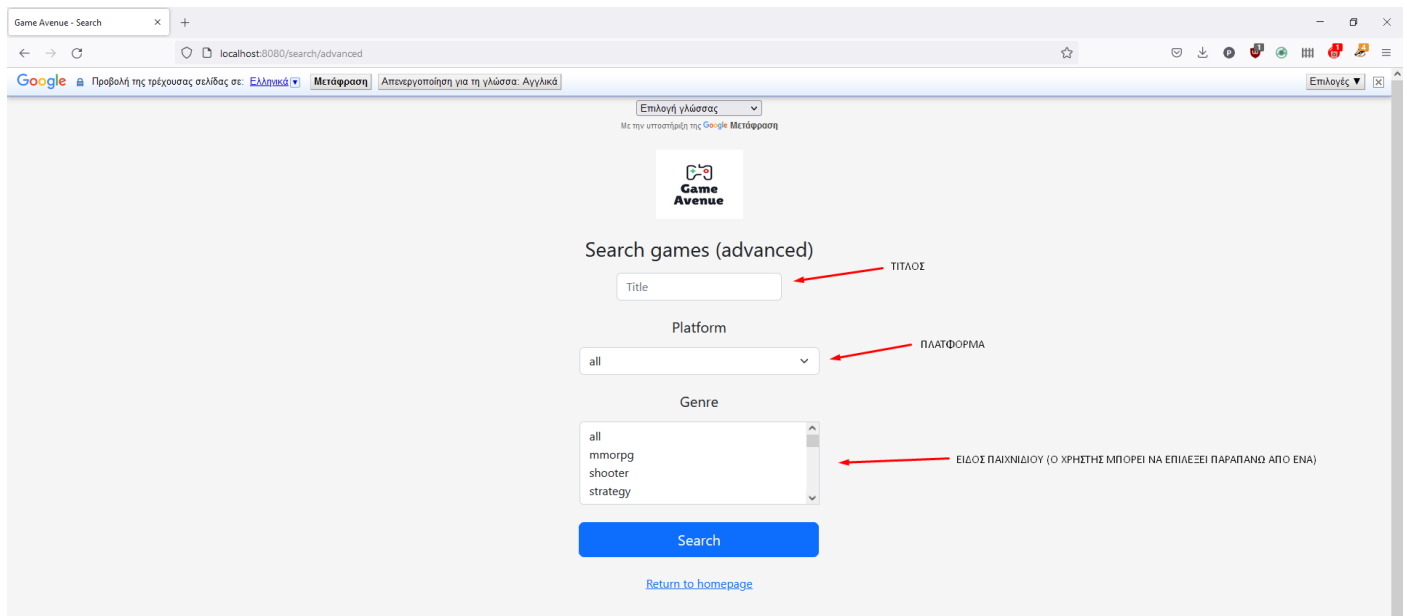 Game Avenue - Search
localhost:8080/search/advanced
Google Προβολή της τρέχουσας σελίδας σε: Ελληνικά Μετάφραση Απενεργοποίηση για τη γλώσσα: Αγγλικά Επιλογές ▼
Επιλογή γλώσσας
Με την υποστήριξη της Google Μετάφραση
Game
Avenue
Search games (advanced)
ΤΙΤΛΟΣ
Title
Platform
ΠΛΑΤΦΟΡΜΑ
all
Genre
all
mmorpg
ΕΙΔΟΣ ΠΑΙΧΝΙΔΙΟΥ (Ο ΧΡΗΣΤΗΣ ΜΠΟΡΕΙ ΝΑ ΕΠΙΛΕΞΕΙ ΠΑΡΑΠΑΝΩ ΑΠΟ ΕΝΑ)
shooter
strategy
Search
Return to homepage